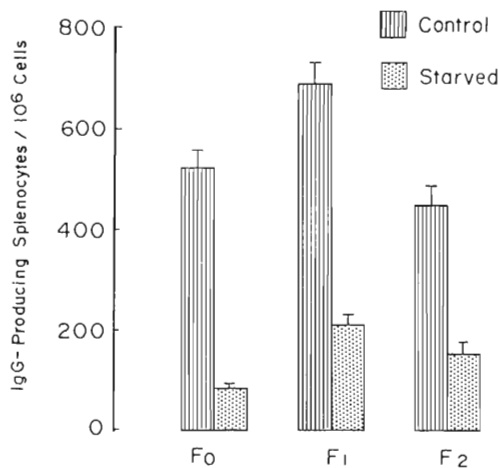 IgG-Producing Splenocytes / 10⁶ Cells
800
600
400
200
0
Control
Starved
F₀
F₁
F₂